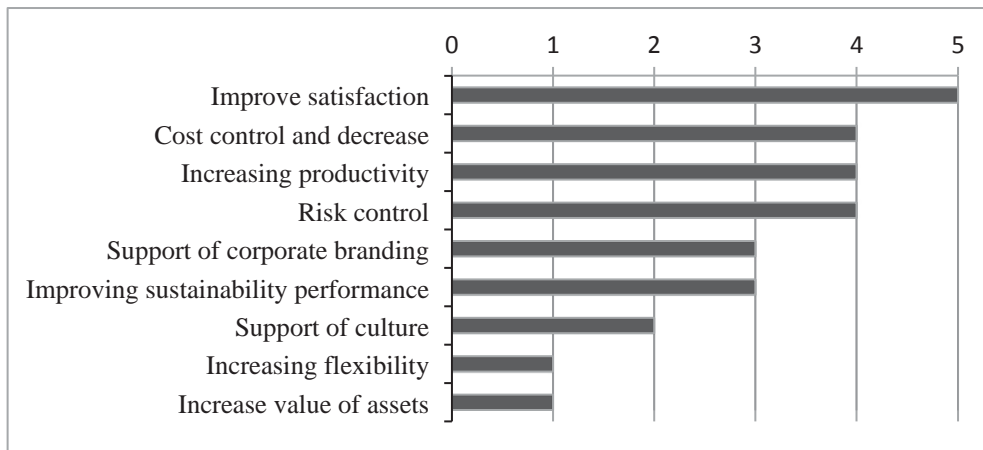 0 1 2 3 4 5
Improve satisfaction
Cost control and decrease
Increasing productivity
Risk control
Support of corporate branding
Improving sustainability performance
Support of culture
Increasing flexibility
Increase value of assets